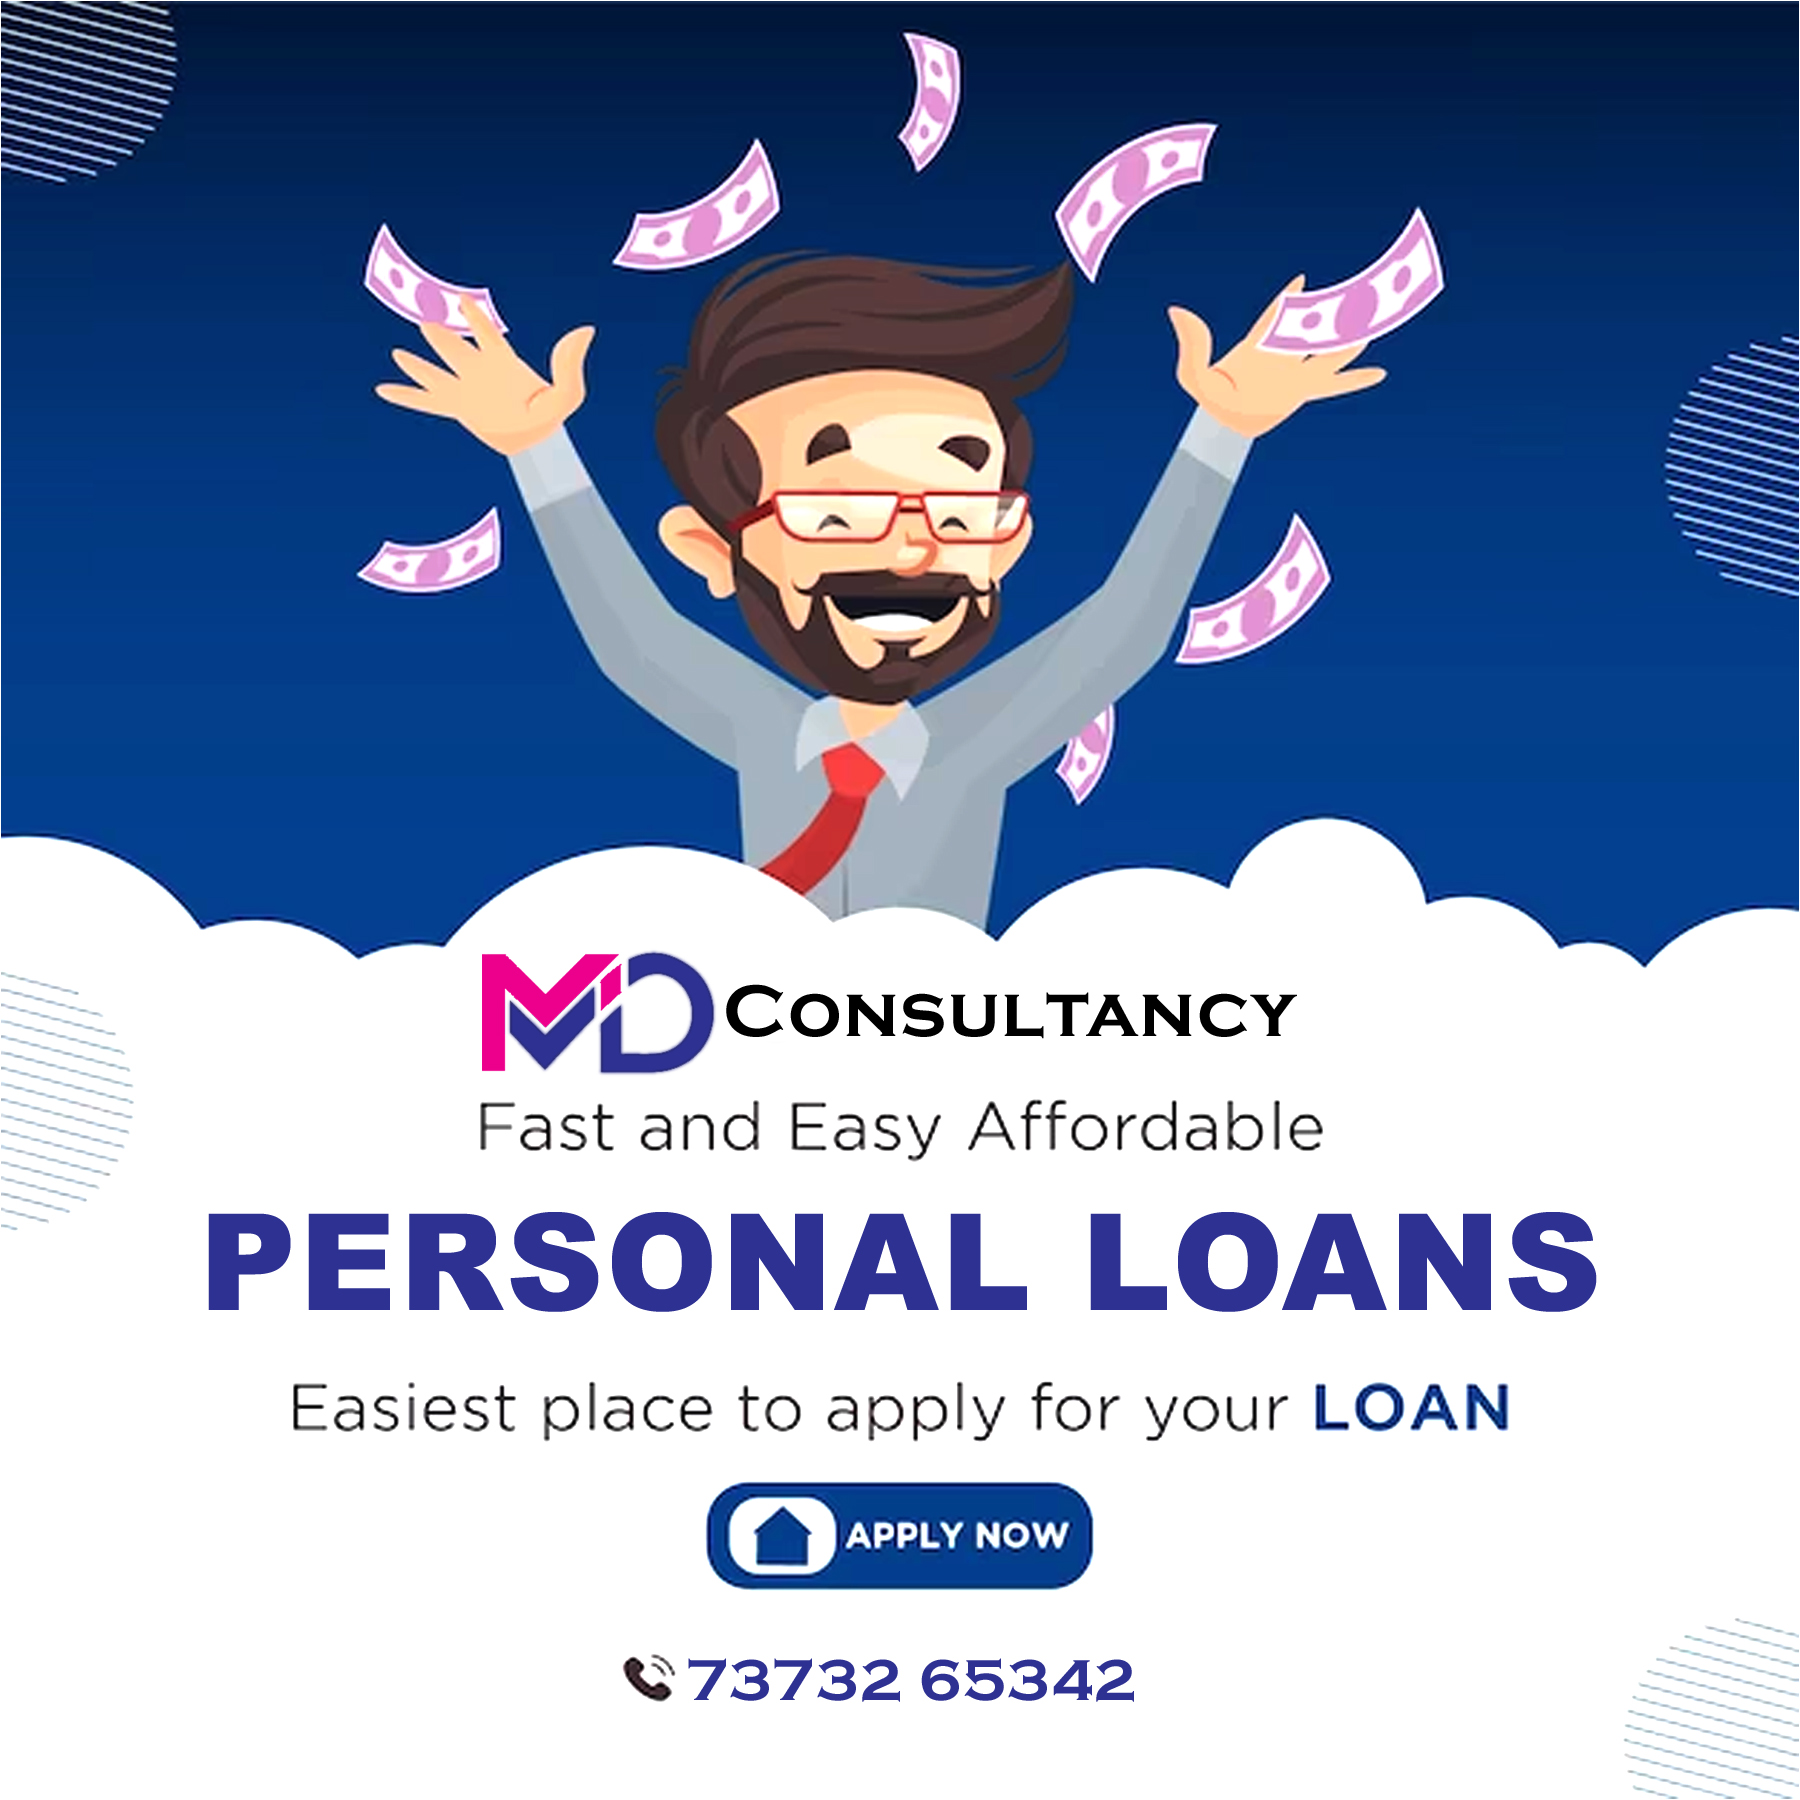 MD CONSULTANCY
Fast and Easy Affordable
PERSONAL LOANS
Easiest place to apply for your LOAN
APPLY NOW
73732 65342